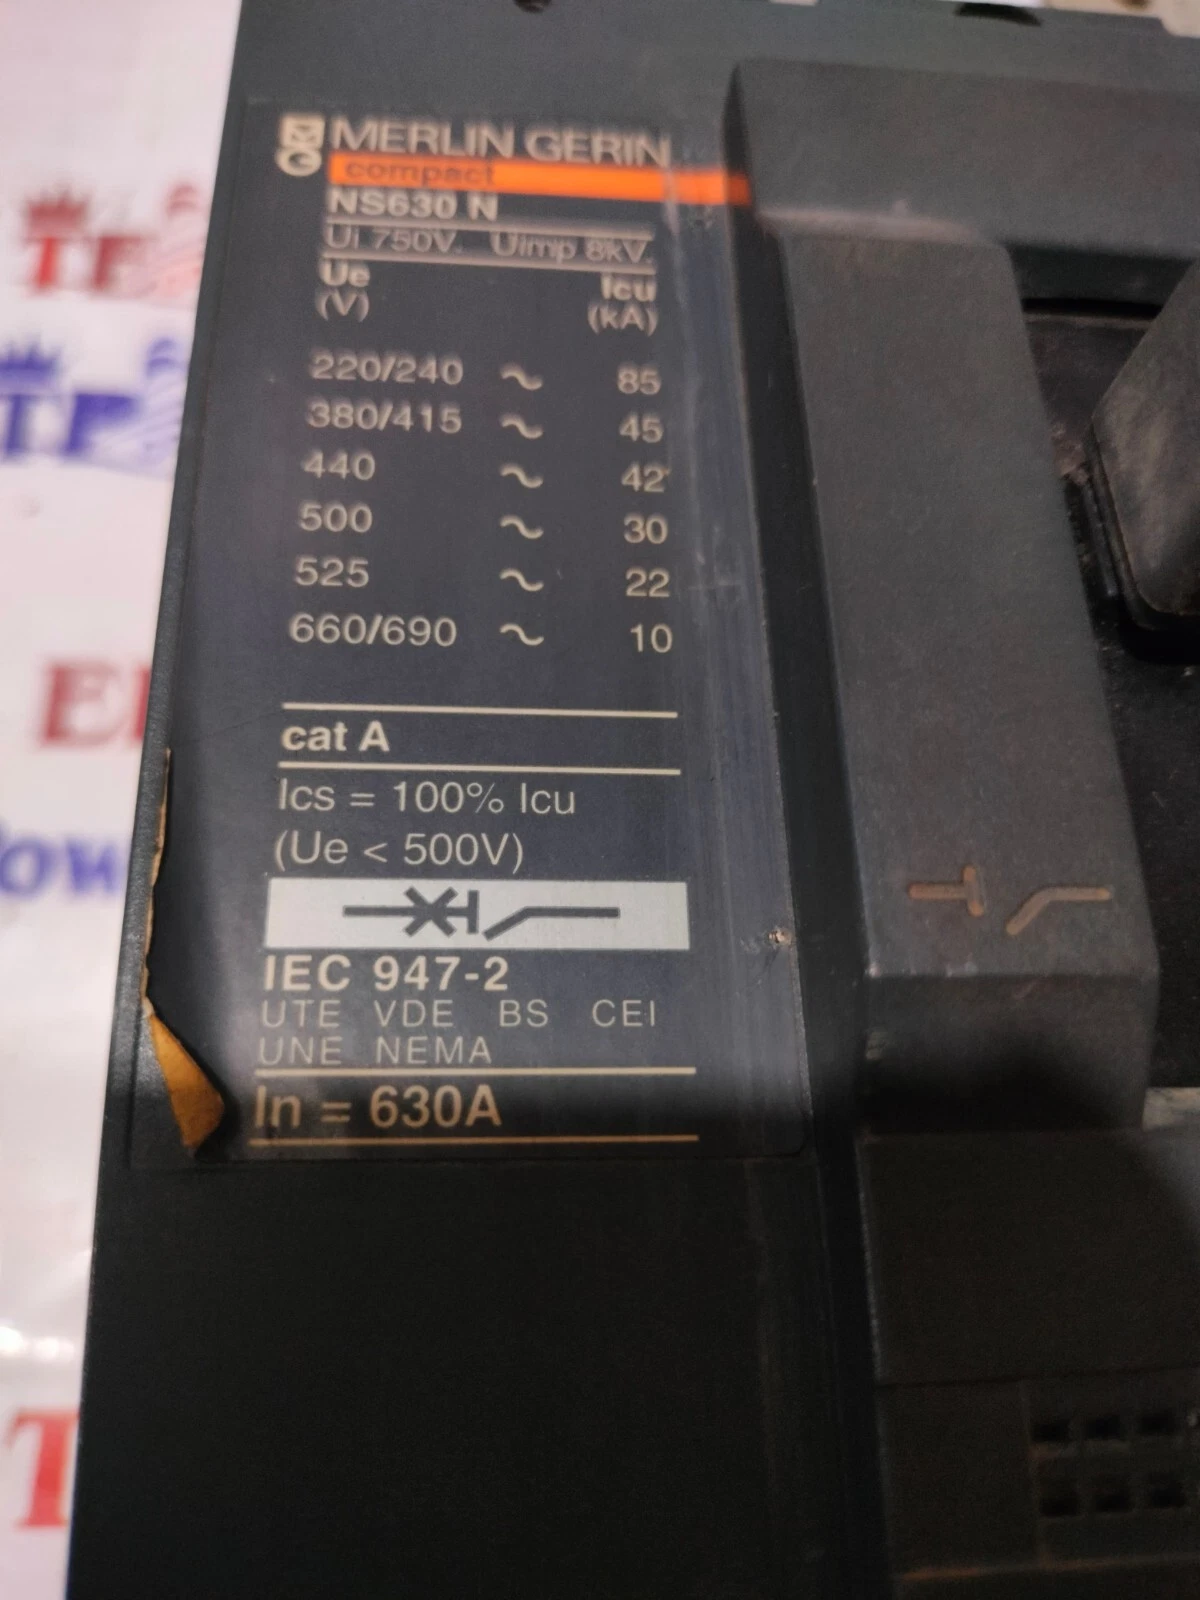 MERLIN GERIN
compact
NS630 N
Ui 750V. Uimp 8kV.
Ue Icu
(V) (kA)
220/240 ~ 85
380/415 ~ 45
440 ~ 42
500 ~ 30
525 ~ 22
660/690 ~ 10
cat A
Ics = 100% Icu
(Ue < 500V)
IEC 947-2
UTE VDE BS CEI
UNE NEMA
In = 630A